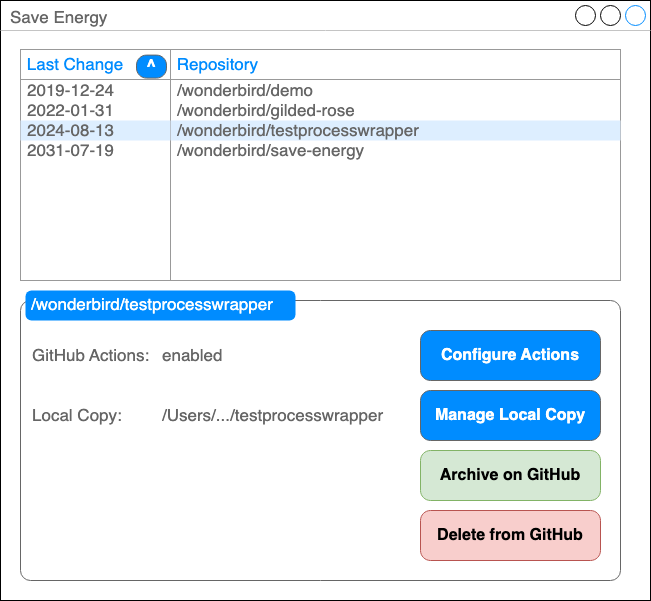 Save Energy
Last Change ^ Repository
2019-12-24 /wonderbird/demo
2022-01-31 /wonderbird/gilded-rose
2024-08-13 /wonderbird/testprocesswrapper
2031-07-19 /wonderbird/save-energy
/wonderbird/testprocesswrapper
GitHub Actions: enabled
Configure Actions
Local Copy: /Users/.../testprocesswrapper
Manage Local Copy
Archive on GitHub
Delete from GitHub